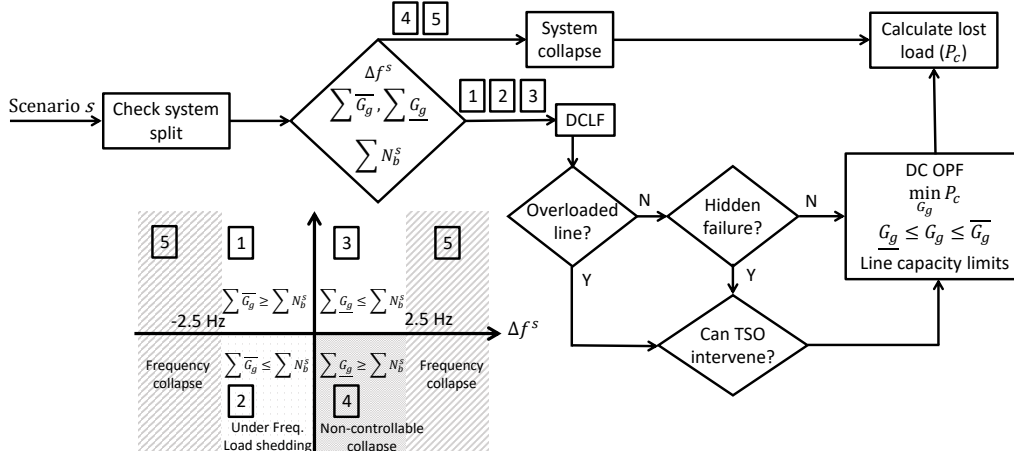 Scenario s
Check system
split
Δf^s
∑ \overline{G_g}, ∑ \underline{G_g}
∑ N_b^s
4 5
System
collapse
Calculate lost
load (P_c)
1 2 3
DCLF
Overloaded
line?
N
Hidden
failure?
N
DC OPF
min P_c
G_g
\underline{G_g} ≤ G_g ≤ \overline{G_g}
Line capacity limits
Y
Y
Can TSO
intervene?
5
1
3
5
∑ \overline{G_g} ≥ ∑ N_b^s
∑ \underline{G_g} ≤ ∑ N_b^s
-2.5 Hz
2.5 Hz
Δf^s
Frequency
collapse
∑ \overline{G_g} ≤ ∑ N_b^s
∑ \underline{G_g} ≥ ∑ N_b^s
Frequency
collapse
2
4
Under Freq.
Load shedding
Non-controllable
collapse